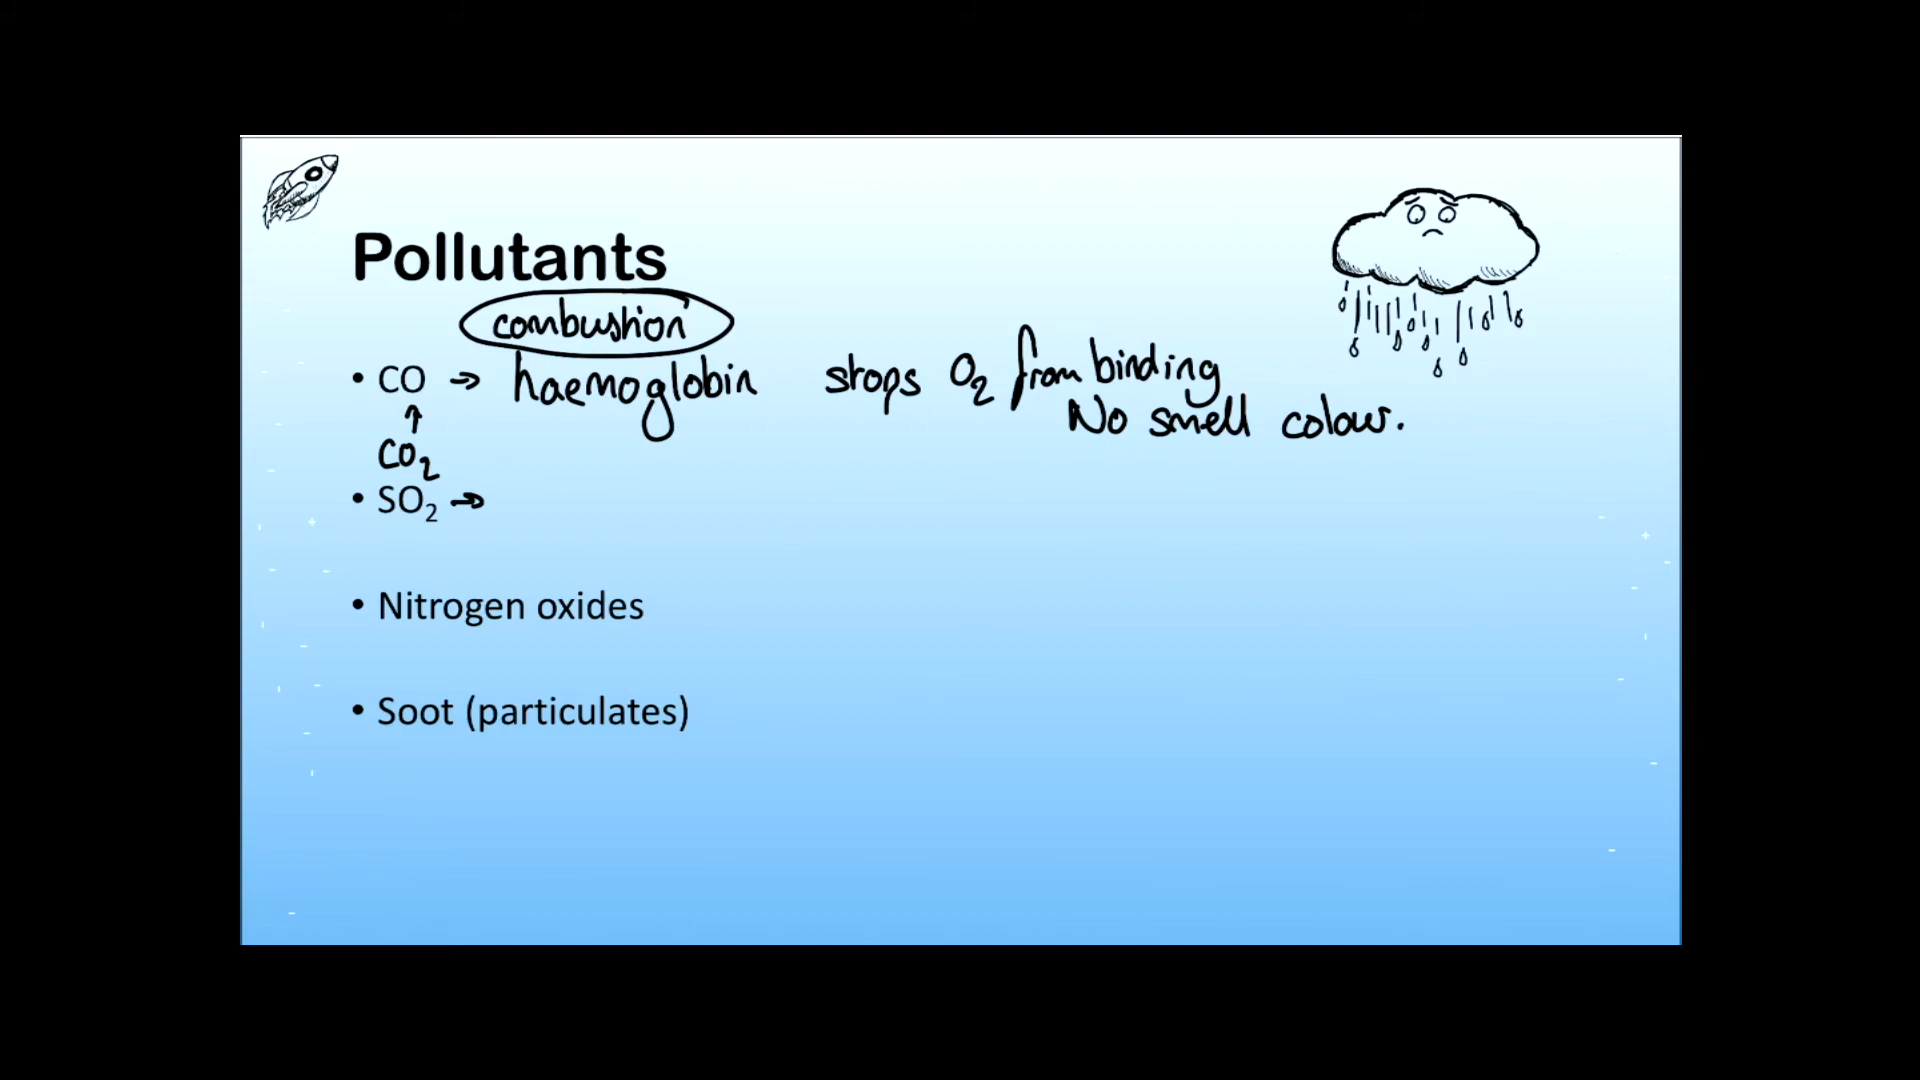 Pollutants
combustion
• CO → haemoglobin stops O₂ from binding
No smell colour.
↑
CO₂
• SO₂ →
• Nitrogen oxides
• Soot (particulates)